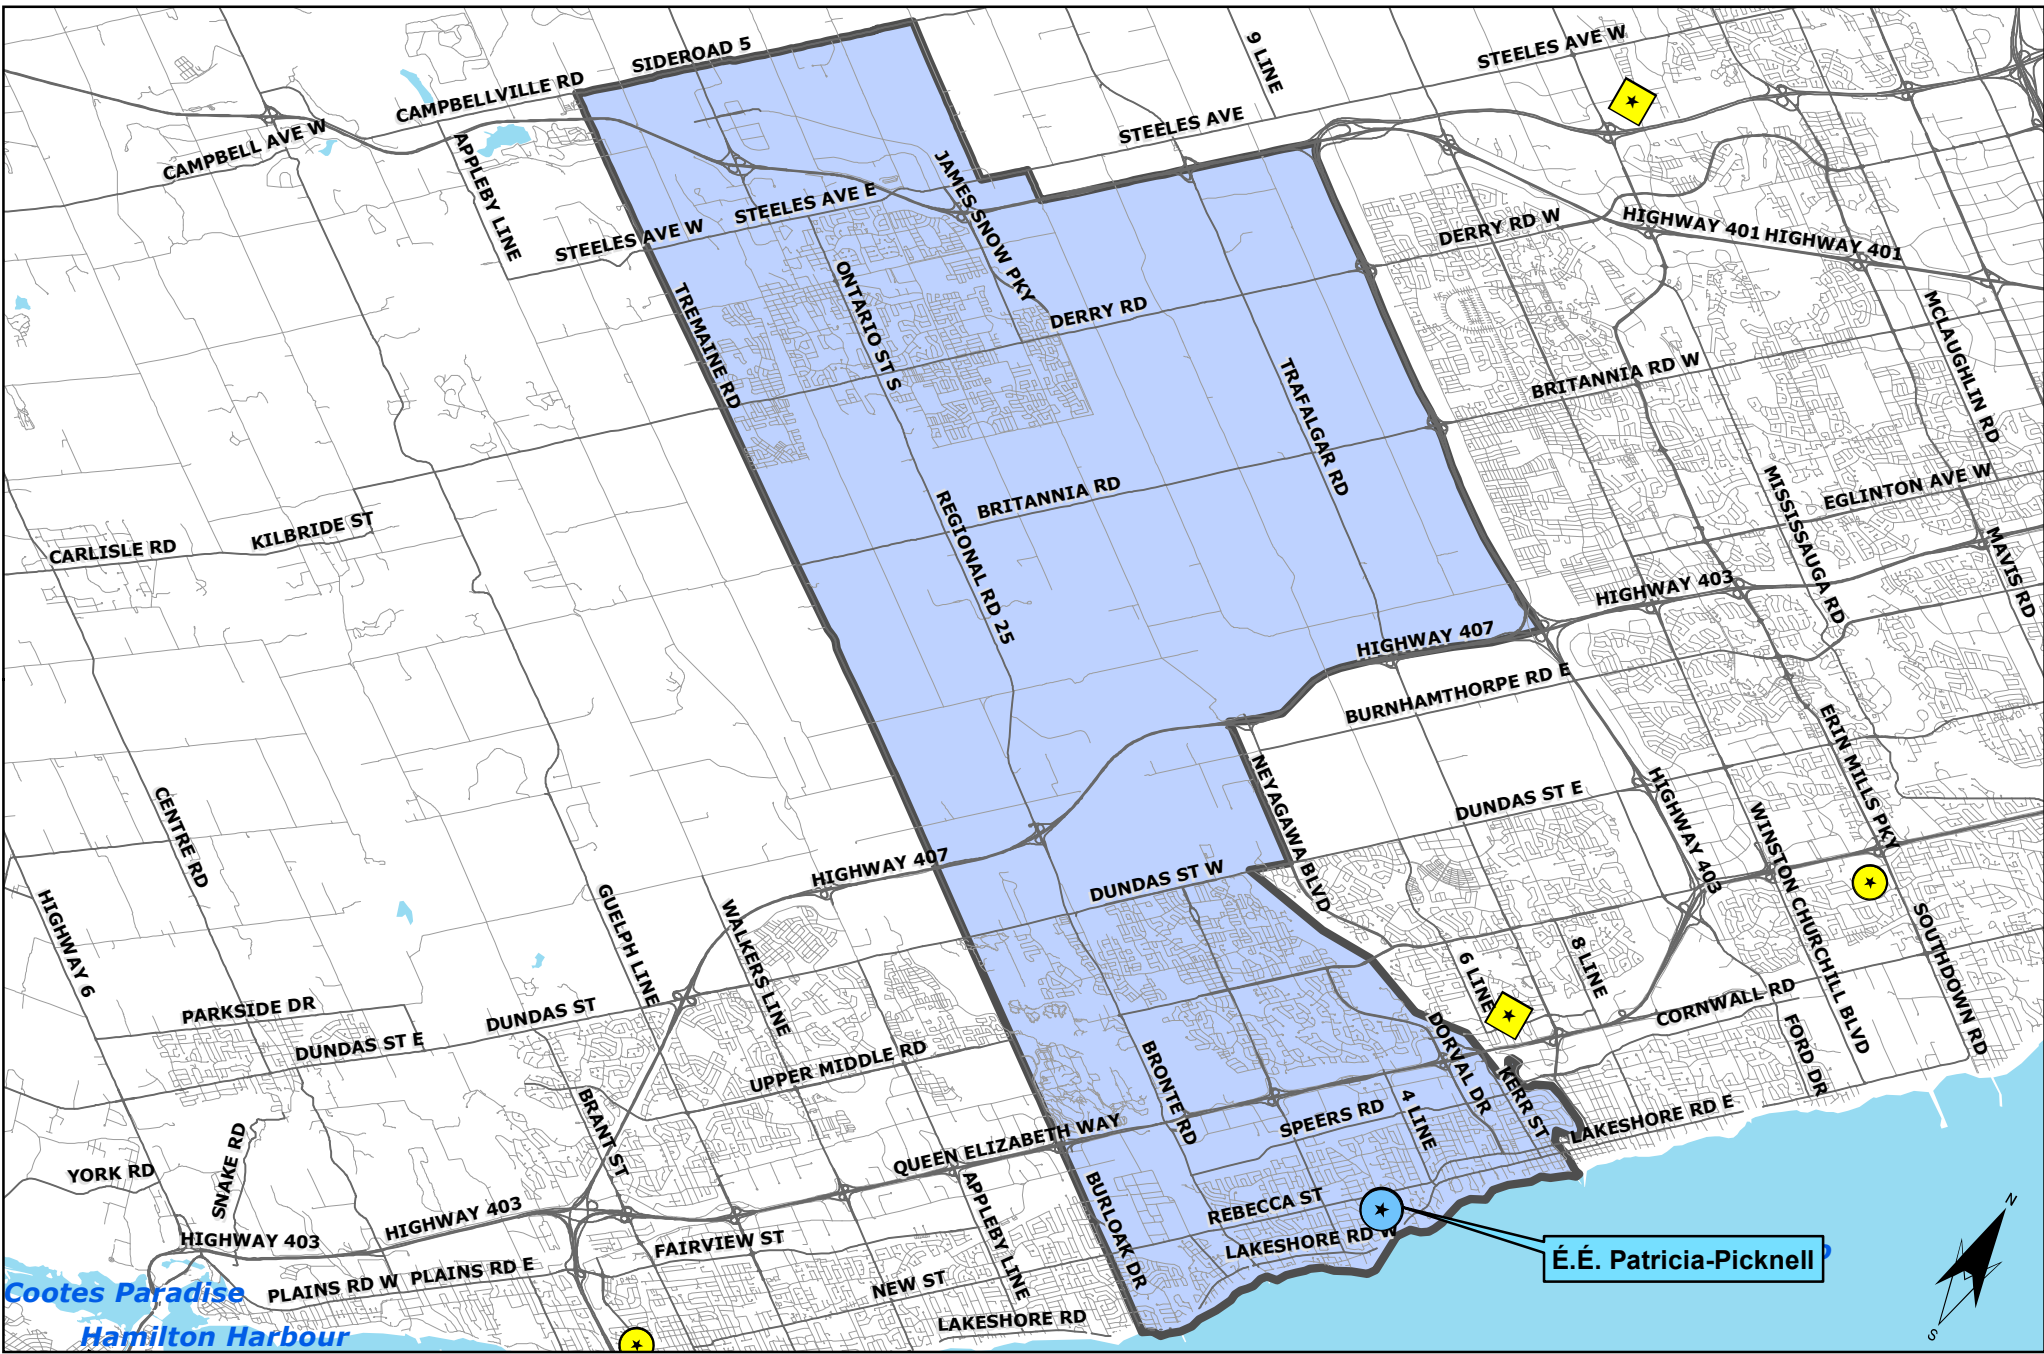 SIDEROAD 5
9 LINE
STEELES AVE W
CAMPBELLVILLE RD
CAMPBELL AVE W
STEELES AVE
APPLEBY LINE
JAMES SNOW PKY
STEELES AVE E
STEELES AVE W
DERRY RD W
HIGHWAY 401
HIGHWAY 401
ONTARIO ST S
TREMAINE RD
DERRY RD
MCLAUGHLIN RD
TRAFALGAR RD
BRITANNIA RD W
BRITANNIA RD
REGIONAL RD 25
MISSISSAUGA RD
EGLINTON AVE W
MAVIS RD
CARLISLE RD
KILBRIDE ST
HIGHWAY 403
HIGHWAY 407
BURNHAMTHORPE RD E
ERIN MILLS PKY
NEYAGAWA BLVD
HIGHWAY 403
DUNDAS ST E
WINSTON CHURCHILL BLVD
CENTRE RD
HIGHWAY 407
DUNDAS ST W
GUELPH LINE
WALKERS LINE
HIGHWAY 6
SOUTHDOWN RD
6 LINE
8 LINE
CORNWALL RD
FORD DR
PARKSIDE DR
DUNDAS ST
DUNDAS ST E
UPPER MIDDLE RD
BRONTE RD
DORVAL DR
KERR ST
4 LINE
SPEERS RD
LAKESHORE RD E
BRANT ST
QUEEN ELIZABETH WAY
YORK RD
SNAKE RD
APPLEBY LINE
BURLOAK DR
REBECCA ST
HIGHWAY 403
HIGHWAY 403
FAIRVIEW ST
LAKESHORE RD W
É.É. Patricia-Picknell
PLAINS RD W
PLAINS RD E
NEW ST
LAKESHORE RD
Cootes Paradise
Hamilton Harbour
N
S